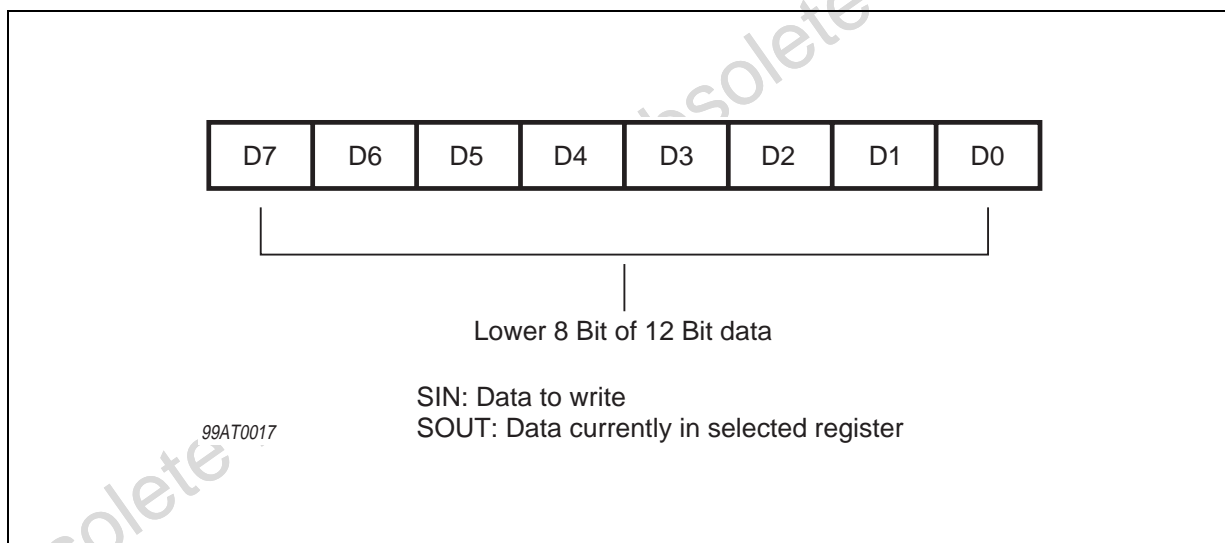 obsolete
D7 D6 D5 D4 D3 D2 D1 D0
Lower 8 Bit of 12 Bit data
SIN: Data to write
SOUT: Data currently in selected register
99AT0017